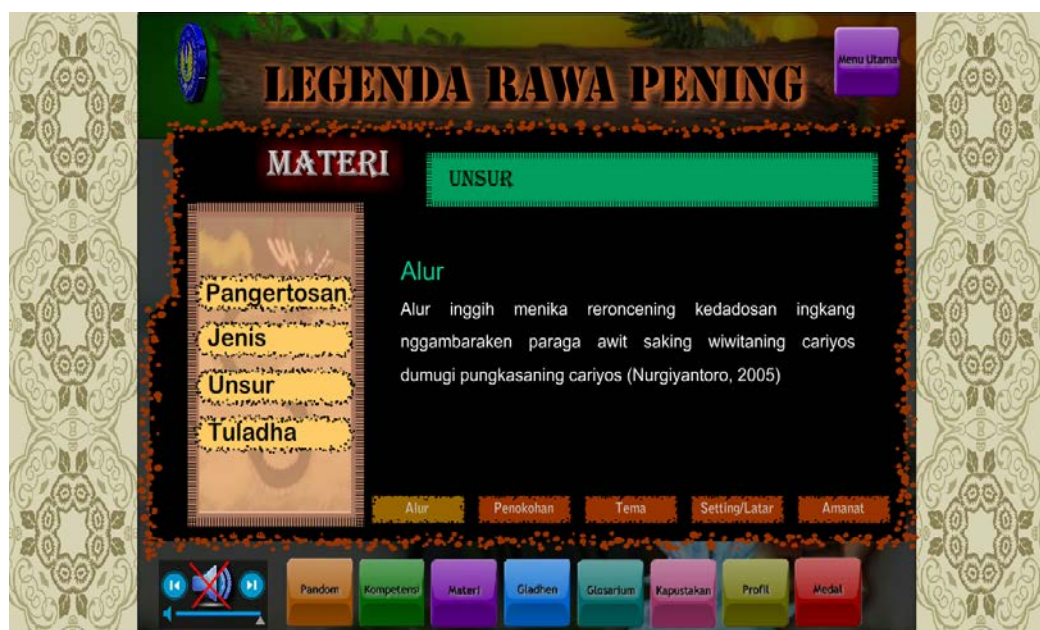 LEGENDA RAWA PENING
Menu Utama
MATERI
UNSUR
Pangertosan
Jenis
Unsur
Tuladha
Alur
Alur inggih menika reroncening kedadosan ingkang
nggambaraken paraga awit saking wiwitaning cariyos
dumugi pungkasaning cariyos (Nurgiyantoro, 2005)
Alur
Penokohan
Tema
Setting/Latar
Amanat
Pandom
Kompetensi
Materi
Gladhen
Glosarium
Kapustakan
Profil
Medal